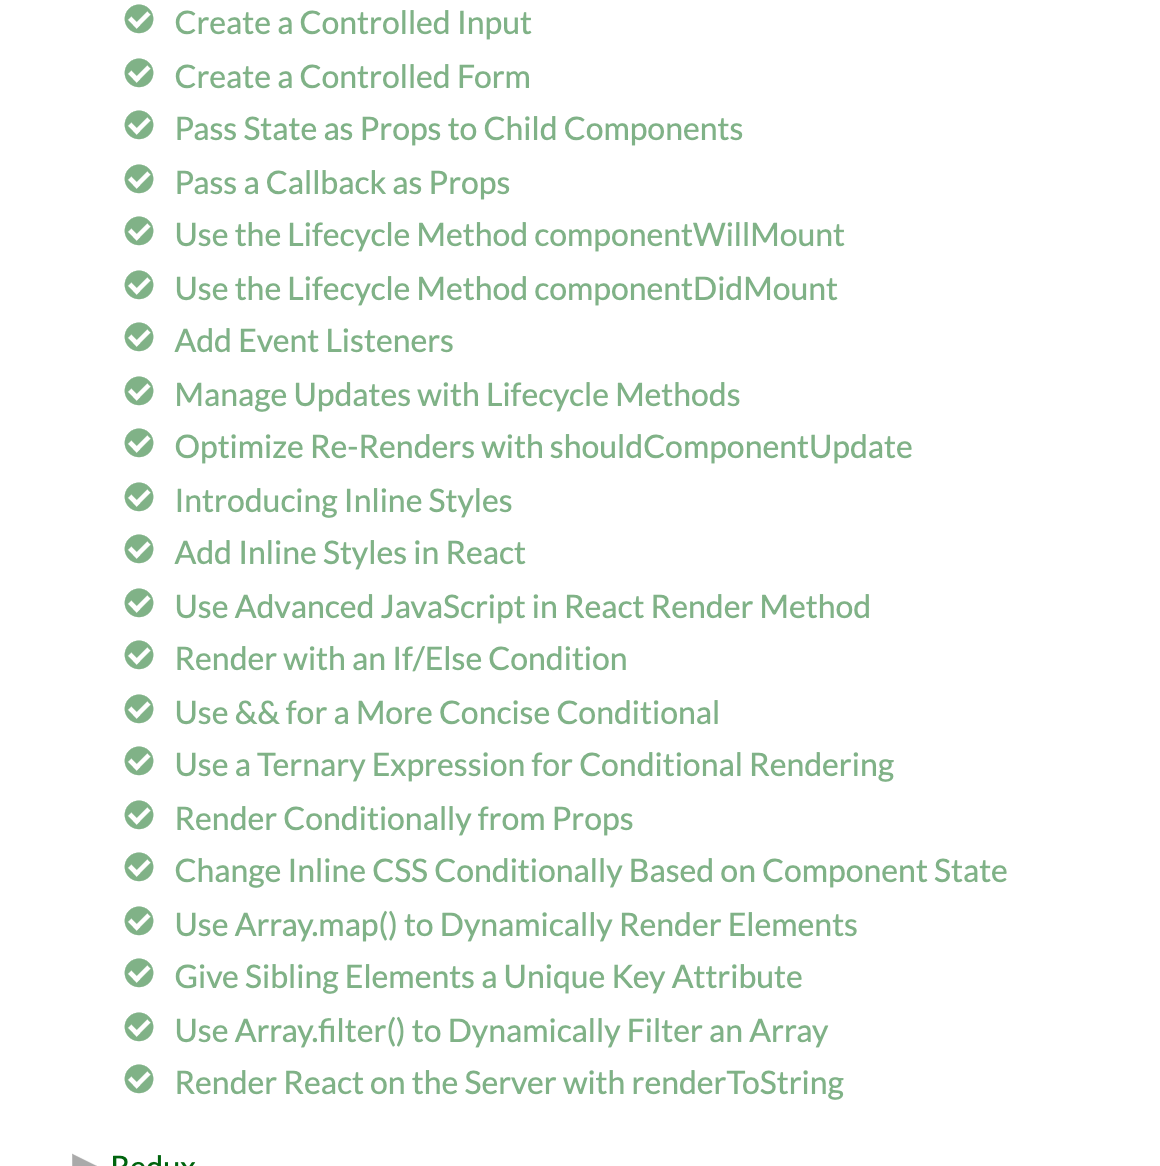 Create a Controlled Input
Create a Controlled Form
Pass State as Props to Child Components
Pass a Callback as Props
Use the Lifecycle Method componentWillMount
Use the Lifecycle Method componentDidMount
Add Event Listeners
Manage Updates with Lifecycle Methods
Optimize Re-Renders with shouldComponentUpdate
Introducing Inline Styles
Add Inline Styles in React
Use Advanced JavaScript in React Render Method
Render with an If/Else Condition
Use && for a More Concise Conditional
Use a Ternary Expression for Conditional Rendering
Render Conditionally from Props
Change Inline CSS Conditionally Based on Component State
Use Array.map() to Dynamically Render Elements
Give Sibling Elements a Unique Key Attribute
Use Array.filter() to Dynamically Filter an Array
Render React on the Server with renderToString
Redux